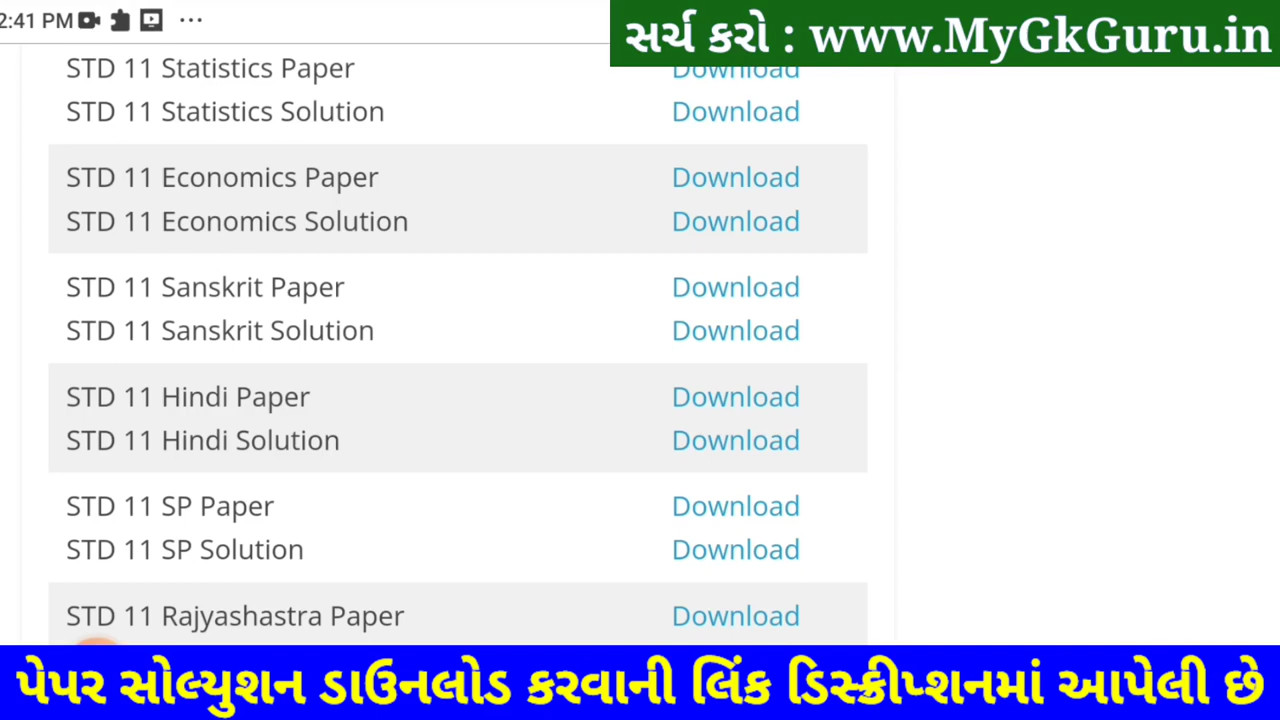 2:41 PM ...
સર્ચ કરો : www.MyGkGuru.in
STD 11 Statistics Paper Download
STD 11 Statistics Solution Download
STD 11 Economics Paper Download
STD 11 Economics Solution Download
STD 11 Sanskrit Paper Download
STD 11 Sanskrit Solution Download
STD 11 Hindi Paper Download
STD 11 Hindi Solution Download
STD 11 SP Paper Download
STD 11 SP Solution Download
STD 11 Rajyashastra Paper Download
પેપર સોલ્યુશન ડાઉનલોડ કરવાની લિંક ડિસ્ક્રીપ્શનમાં આપેલી છે